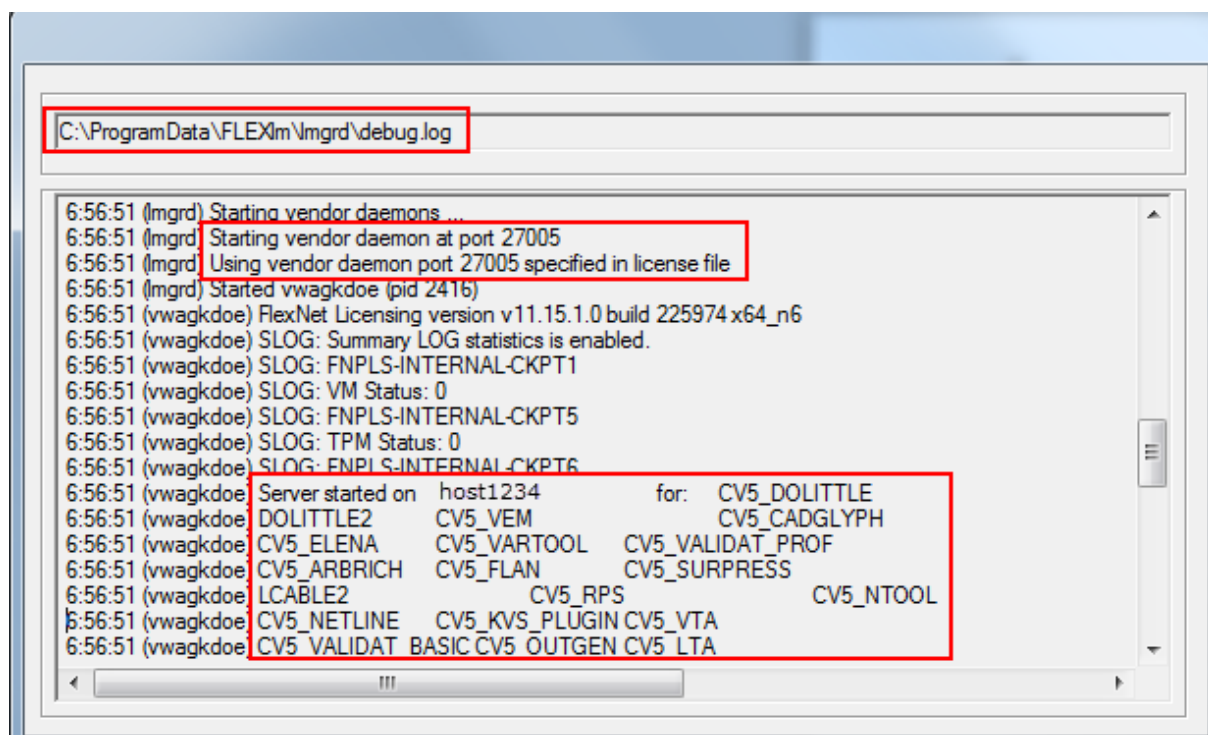 C:\ProgramData\FLEXlm\lmgrd\debug.log
6:56:51 (lmgrd) Starting vendor daemons ...
6:56:51 (lmgrd) Starting vendor daemon at port 27005
6:56:51 (lmgrd) Using vendor daemon port 27005 specified in license file
6:56:51 (lmgrd) Started vwagkdoe (pid 2416)
6:56:51 (vwagkdoe) FlexNet Licensing version v11.15.1.0 build 225974 x64_n6
6:56:51 (vwagkdoe) SLOG: Summary LOG statistics is enabled.
6:56:51 (vwagkdoe) SLOG: FNPLS-INTERNAL-CKPT1
6:56:51 (vwagkdoe) SLOG: VM Status: 0
6:56:51 (vwagkdoe) SLOG: FNPLS-INTERNAL-CKPT5
6:56:51 (vwagkdoe) SLOG: TPM Status: 0
6:56:51 (vwagkdoe) SLOG: FNPLS-INTERNAL-CKPT6
6:56:51 (vwagkdoe) Server started on host1234 for: CV5_DOLITTLE
6:56:51 (vwagkdoe) DOLITTLE2 CV5_VEM CV5_CADGLYPH
6:56:51 (vwagkdoe) CV5_ELENA CV5_VARTOOL CV5_VALIDAT_PROF
6:56:51 (vwagkdoe) CV5_ARBRICH CV5_FLAN CV5_SURPRESS
6:56:51 (vwagkdoe) LCABLE2 CV5_RPS CV5_NTOOL
6:56:51 (vwagkdoe) CV5_NETLINE CV5_KVS_PLUGIN CV5_VTA
6:56:51 (vwagkdoe) CV5_VALIDAT_BASIC CV5_OUTGEN CV5_LTA